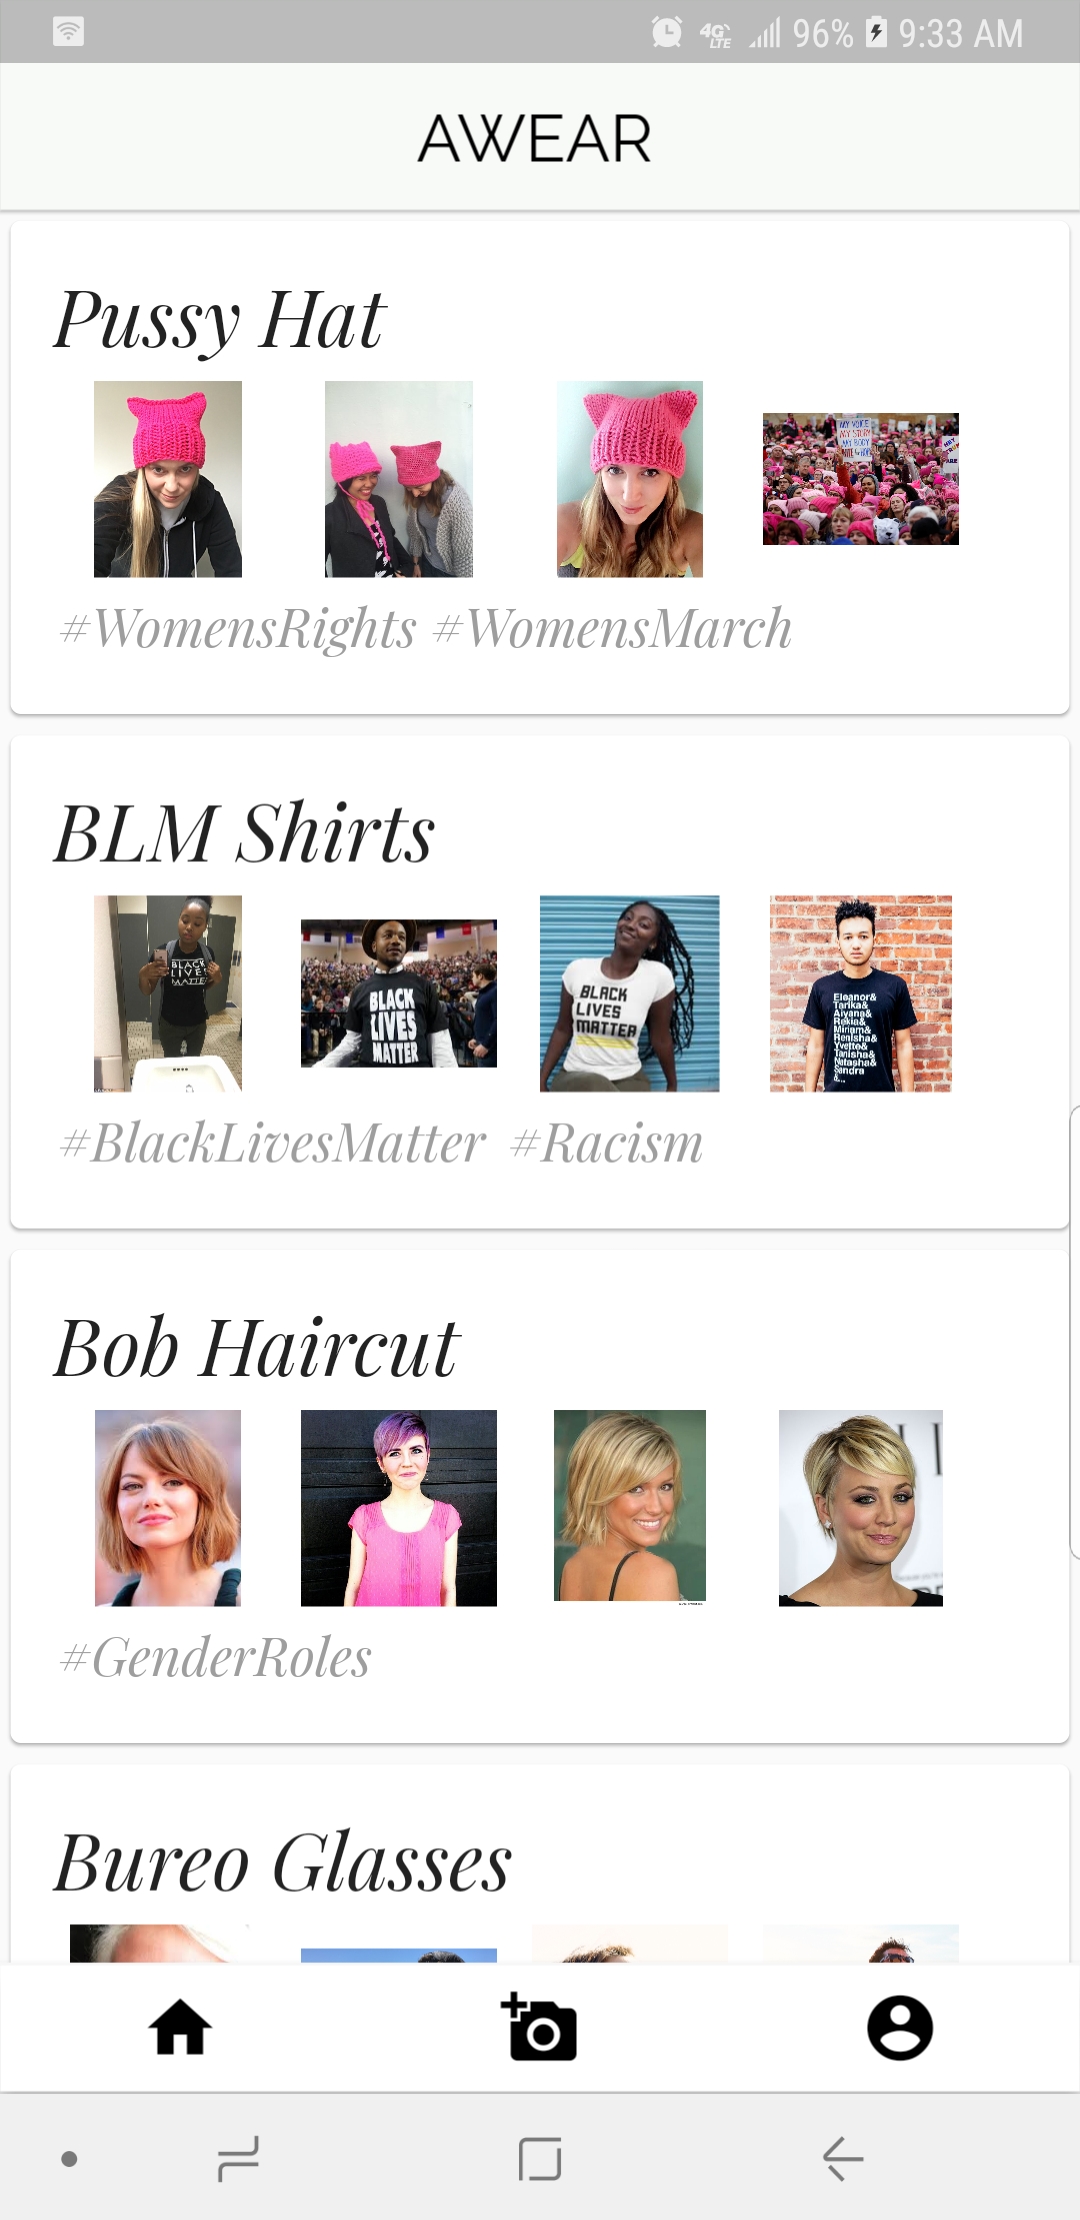 4G LTE 96% 9:33 AM
AWEAR
Pussy Hat
MY VOICE
MY STORY
MY BODY
#WomensRights #WomensMarch
BLM Shirts
BLACK
LIVES
MATTER
BLACK
LIVES
MATTER
BLACK
LIVES
MATTER
Eleanor&
Tarika&
Aiyana&
Rekia&
Miriam&
Renisha&
Yvette&
Tanisha&
Natasha&
Sandra
&...
#BlackLivesMatter #Racism
Bob Haircut
#GenderRoles
Bureo Glasses